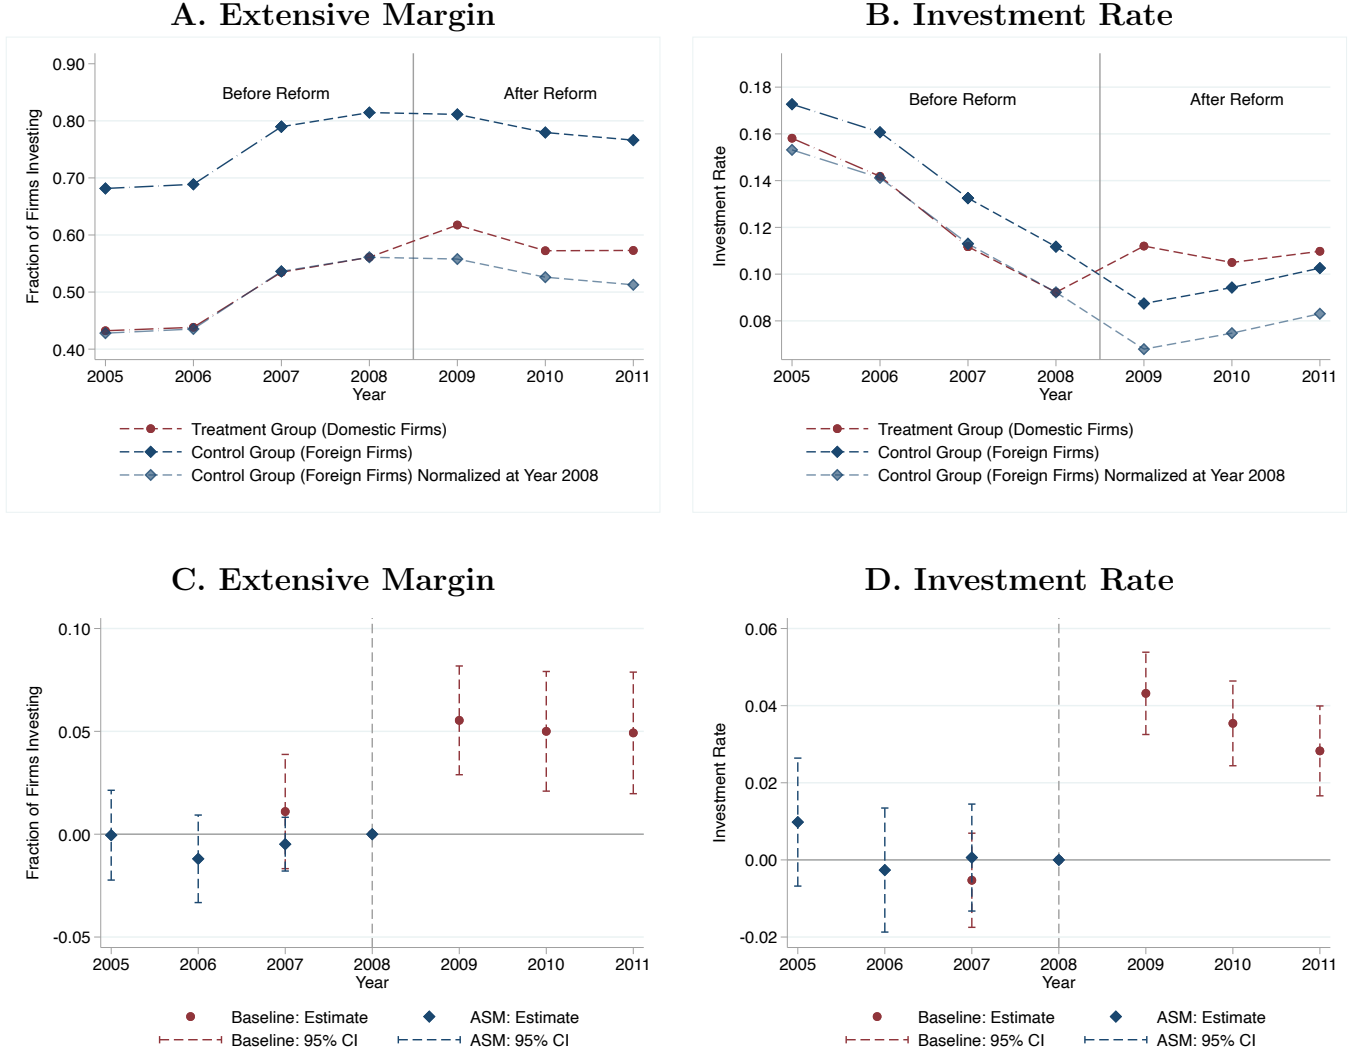 A. Extensive Margin
Fraction of Firms Investing
0.90
0.80
0.70
0.60
0.50
0.40
Before Reform
After Reform
2005 2006 2007 2008 2009 2010 2011
Year
Treatment Group (Domestic Firms)
Control Group (Foreign Firms)
Control Group (Foreign Firms) Normalized at Year 2008
B. Investment Rate
Investment Rate
0.18
0.16
0.14
0.12
0.10
0.08
Before Reform
After Reform
2005 2006 2007 2008 2009 2010 2011
Year
Treatment Group (Domestic Firms)
Control Group (Foreign Firms)
Control Group (Foreign Firms) Normalized at Year 2008
C. Extensive Margin
Fraction of Firms Investing
0.10
0.05
0.00
-0.05
2005 2006 2007 2008 2009 2010 2011
Year
Baseline: Estimate
ASM: Estimate
Baseline: 95% CI
ASM: 95% CI
D. Investment Rate
Investment Rate
0.06
0.04
0.02
0.00
-0.02
2005 2006 2007 2008 2009 2010 2011
Year
Baseline: Estimate
ASM: Estimate
Baseline: 95% CI
ASM: 95% CI